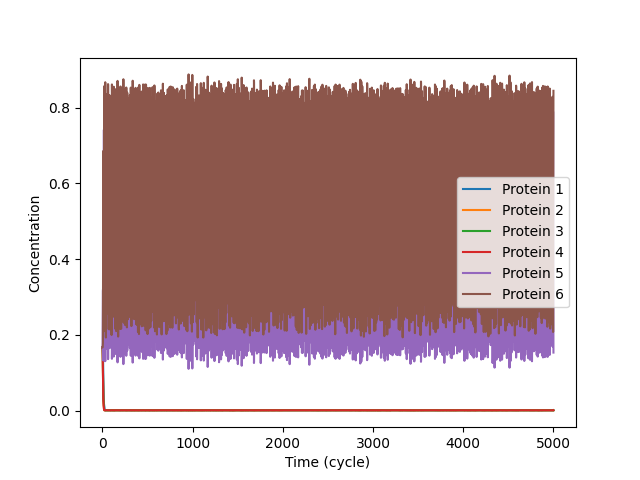 0.8
0.6
0.4
0.2
0.0
Concentration
0
1000
2000
3000
4000
5000
Time (cycle)
Protein 1
Protein 2
Protein 3
Protein 4
Protein 5
Protein 6